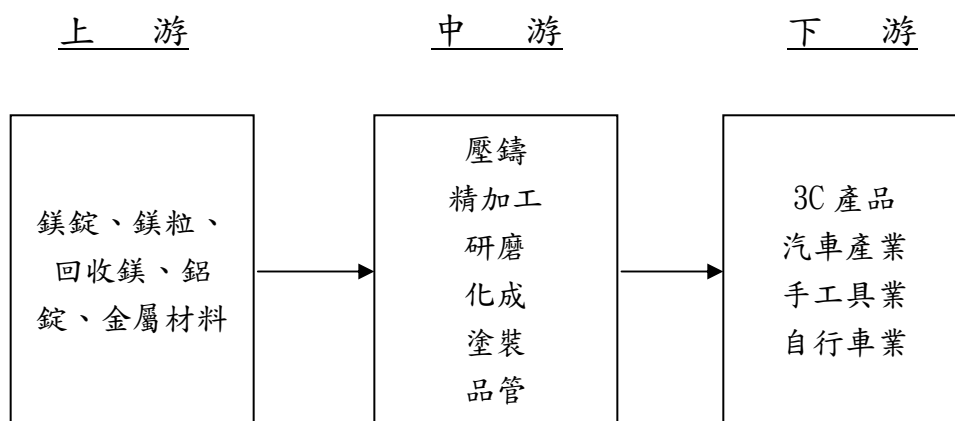 上 游
中 游
下 游
鎂錠、鎂粒、
回收鎂、鋁
錠、金屬材料
壓鑄
精加工
研磨
化成
塗裝
品管
3C 產品
汽車產業
手工具業
自行車業